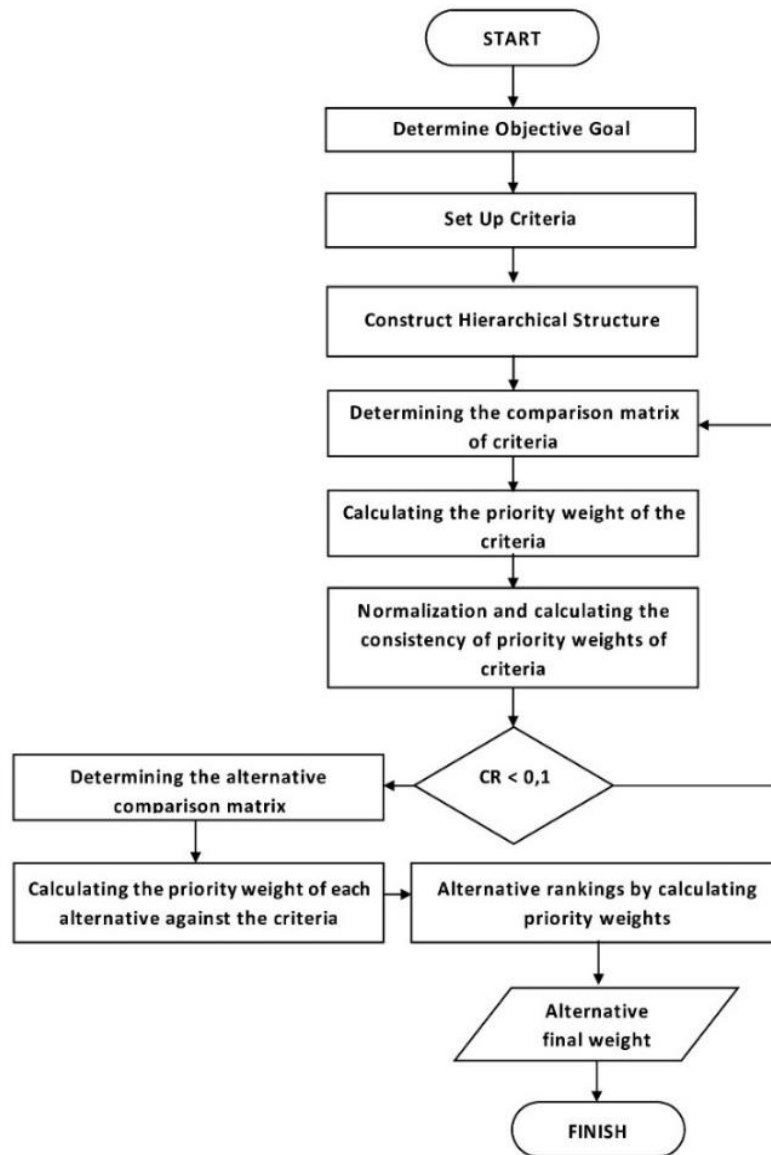 START
Determine Objective Goal
Set Up Criteria
Construct Hierarchical Structure
Determining the comparison matrix
of criteria
Calculating the priority weight of the
criteria
Normalization and calculating the
consistency of priority weights of
criteria
CR < 0,1
Determining the alternative
comparison matrix
Calculating the priority weight of each
alternative against the criteria
Alternative rankings by calculating
priority weights
Alternative
final weight
FINISH